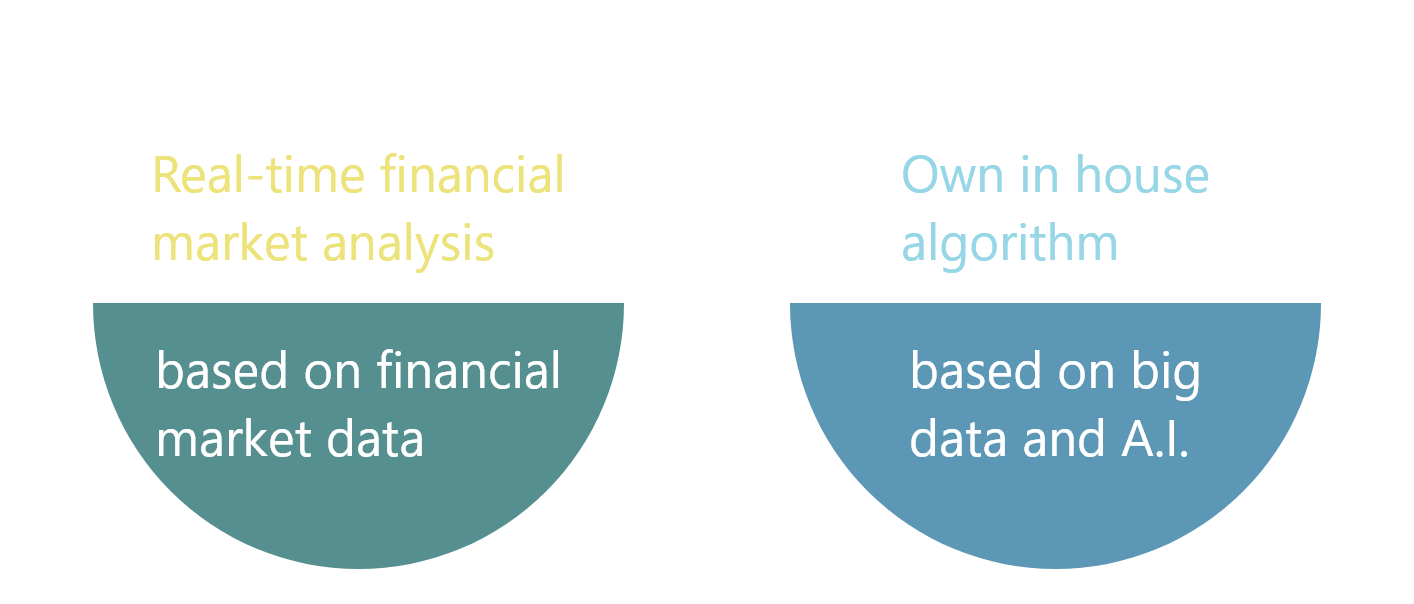 Real-time financial
market analysis
based on financial
market data
Own in house
algorithm
based on big
data and A.I.